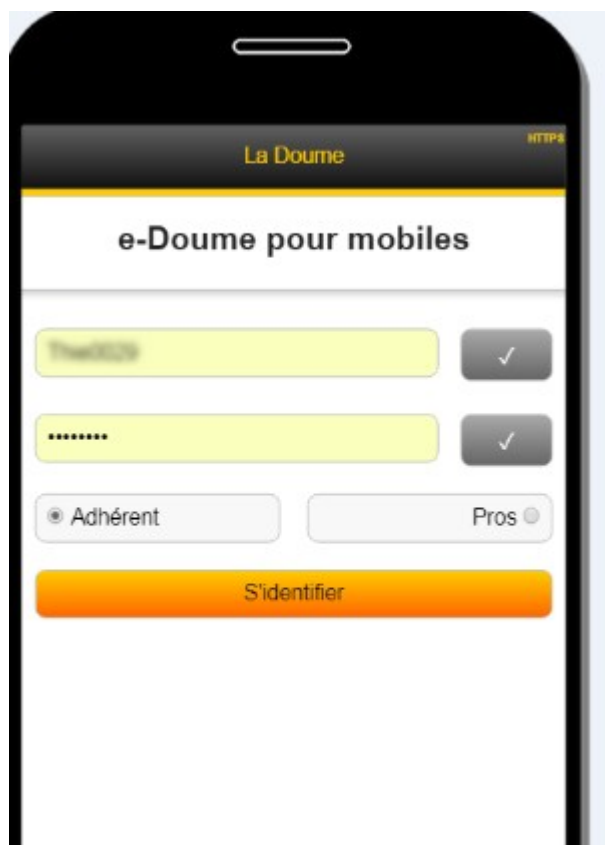 La Doume
HTTPS
e-Doume pour mobiles
••••••••
Adhérent
Pros
S'identifier